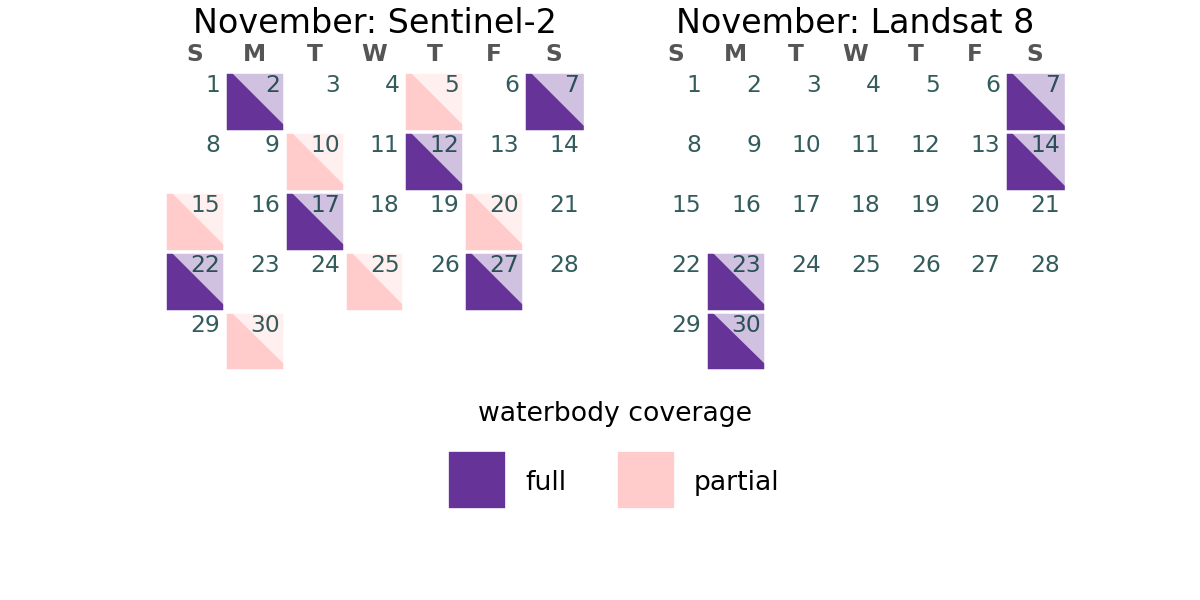 November: Sentinel-2
S M T W T F S
1 2 3 4 5 6 7
8 9 10 11 12 13 14
15 16 17 18 19 20 21
22 23 24 25 26 27 28
29 30
November: Landsat 8
S M T W T F S
1 2 3 4 5 6 7
8 9 10 11 12 13 14
15 16 17 18 19 20 21
22 23 24 25 26 27 28
29 30
waterbody coverage
full
partial